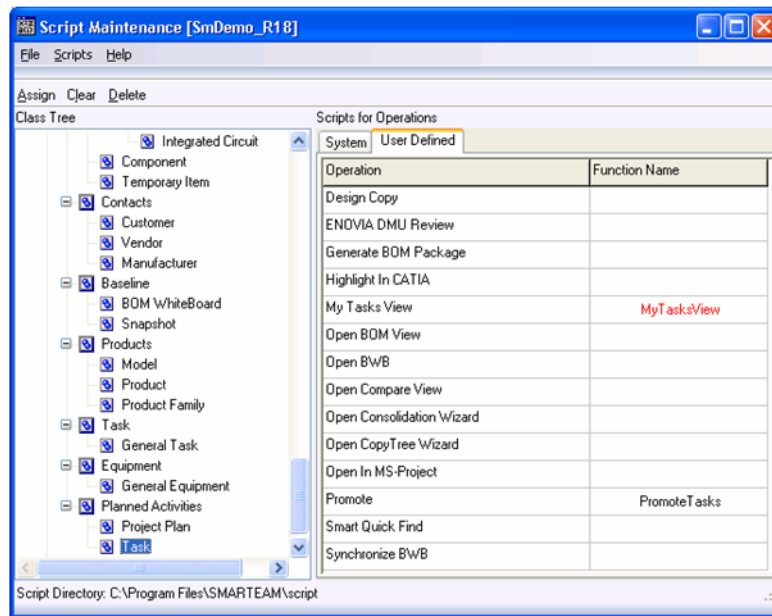 Script Maintenance [SmDemo_R18]
File Scripts Help
Assign Clear Delete
Class Tree
Integrated Circuit
Component
Temporary Item
Contacts
Customer
Vendor
Manufacturer
Baseline
BOM WhiteBoard
Snapshot
Products
Model
Product
Product Family
Task
General Task
Equipment
General Equipment
Planned Activities
Project Plan
Task
Scripts for Operations
System User Defined
Operation Function Name
Design Copy
ENOVIA DMU Review
Generate BOM Package
Highlight In CATIA
My Tasks View MyTasksView
Open BOM View
Open BWB
Open Compare View
Open Consolidation Wizard
Open CopyTree Wizard
Open In MS-Project
Promote PromoteTasks
Smart Quick Find
Synchronize BWB
Script Directory: C:\Program Files\SMARTEAM\script